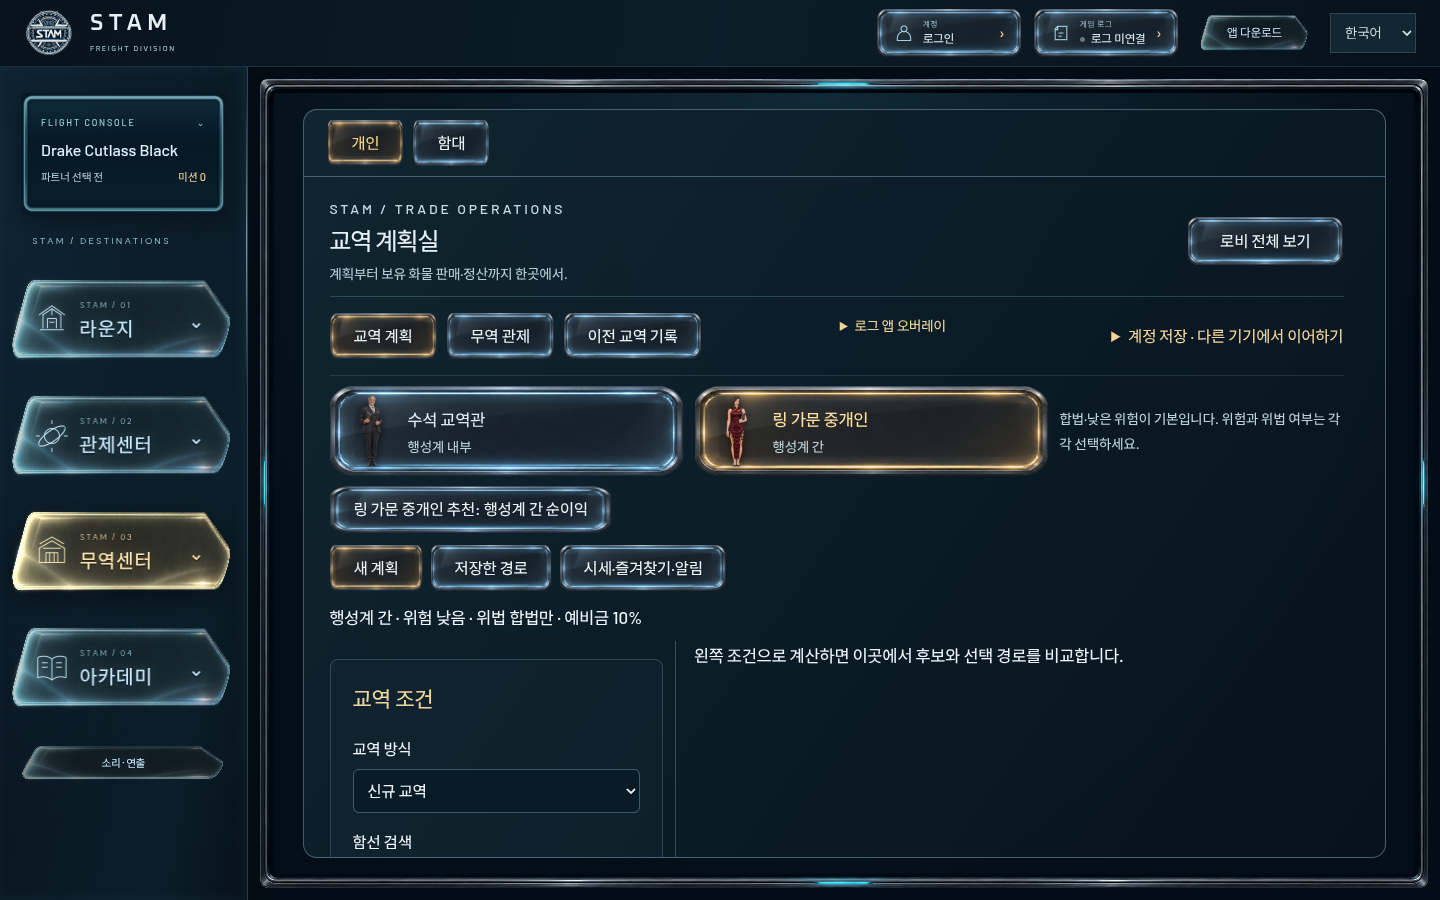 STAM
STAM
FREIGHT DIVISION
계정
로그인
게임 로그
로그 미연결
앱 다운로드
한국어
FLIGHT CONSOLE
Drake Cutlass Black
파트너 선택 전
미션 0
STAM / DESTINATIONS
STAM / 01
라운지
STAM / 02
관제센터
STAM / 03
무역센터
STAM / 04
아카데미
소리·연출
개인
함대
STAM / TRADE OPERATIONS
교역 계획실
계획부터 보유 화물 판매·정산까지 한곳에서.
로비 전체 보기
교역 계획
무역 관제
이전 교역 기록
▶ 로그 앱 오버레이
▶ 계정 저장 · 다른 기기에서 이어하기
수석 교역관
행성계 내부
링 가문 중개인
행성계 간
합법·낮은 위험이 기본입니다. 위험과 위법 여부는 각
각 선택하세요.
링 가문 중개인 추천: 행성계 간 순이익
새 계획
저장한 경로
시세·즐겨찾기·알림
행성계 간 · 위험 낮음 · 위법 합법만 · 예비금 10%
왼쪽 조건으로 계산하면 이곳에서 후보와 선택 경로를 비교합니다.
교역 조건
교역 방식
신규 교역
함선 검색